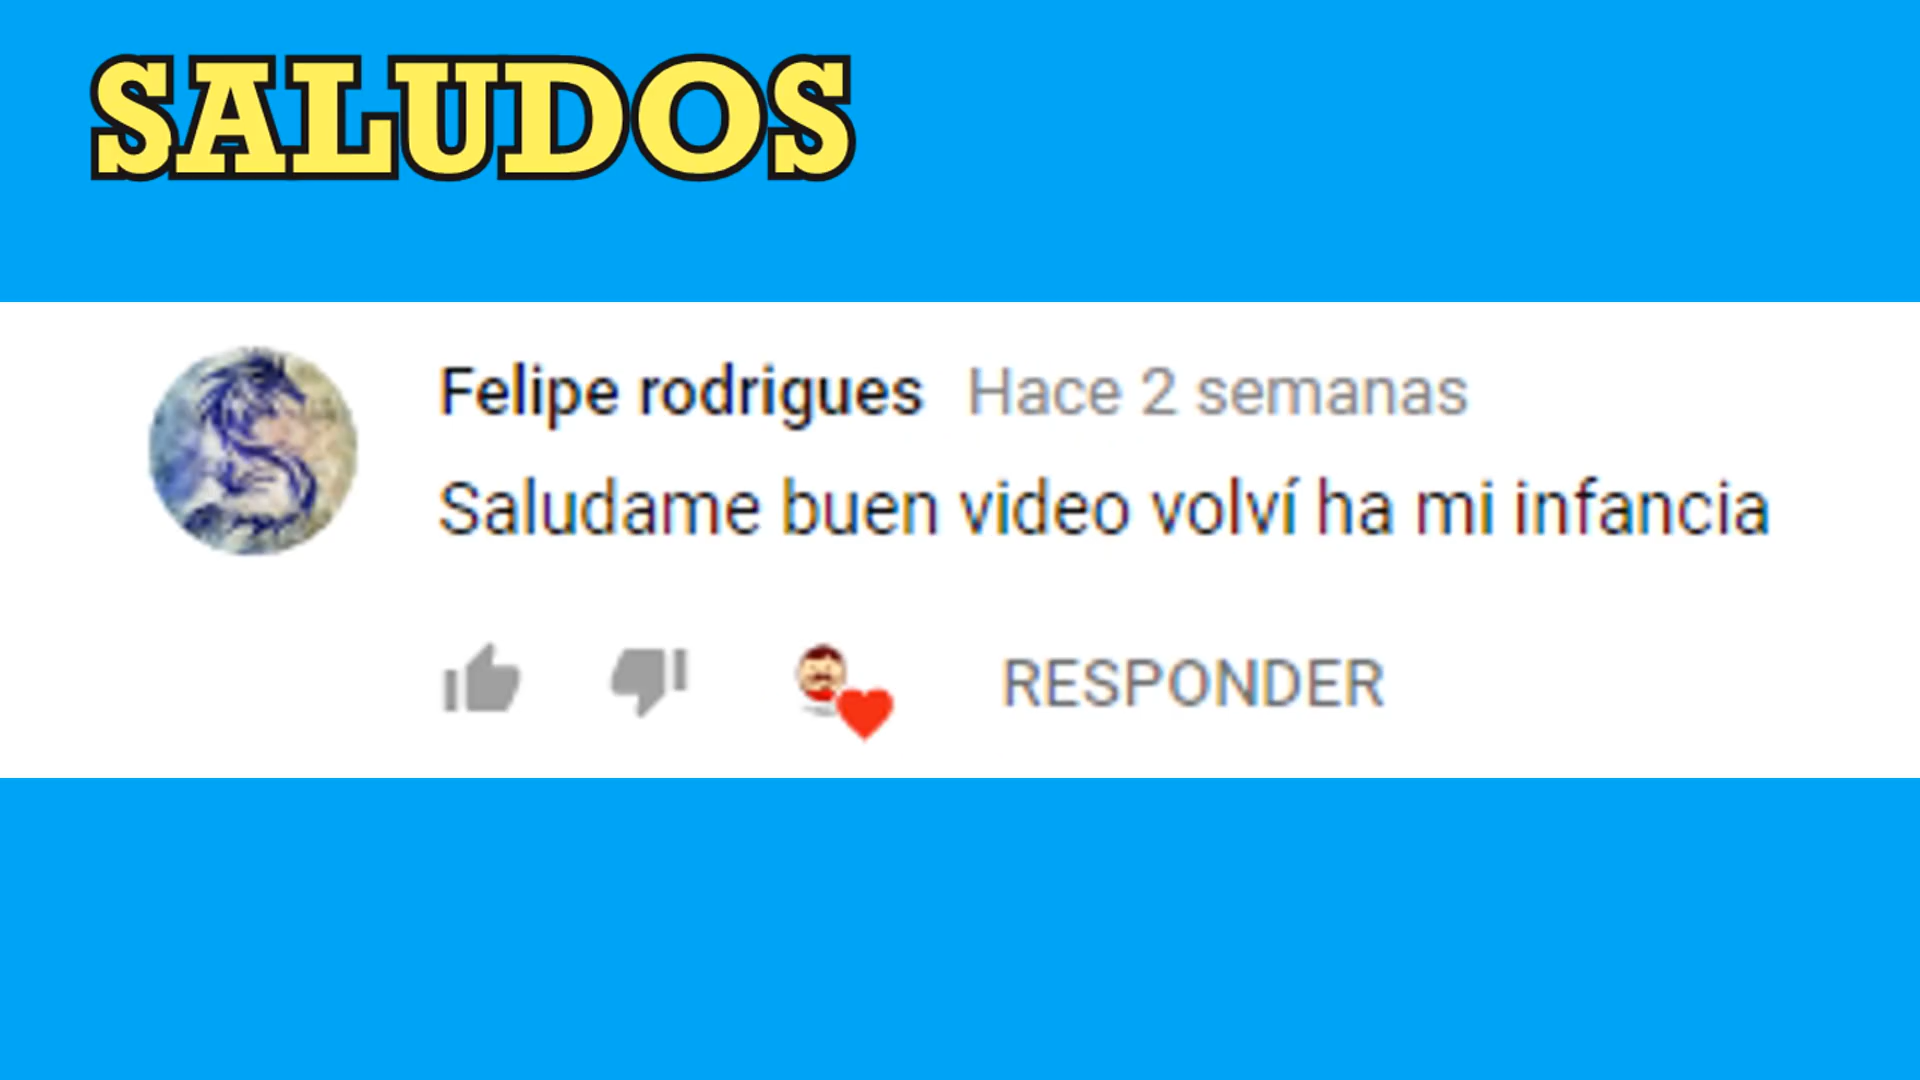 SALUDOS
Felipe rodrigues Hace 2 semanas
Saludame buen video volví ha mi infancia
RESPONDER